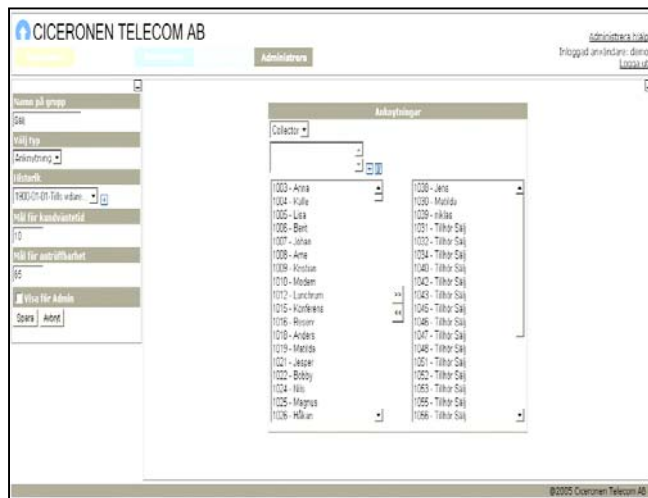 CICERONEN TELECOM AB
Administrera hjälp
Inloggad användare: demo
Logga ut
Administrera
Namn på grupp
Sälj
Välj typ
Anknytning
Historik
1900-01-01-Tills vidare.
Mål för kundväntetid
10
Mål för anträffbarhet
65
Visa för Admin
Spara Avbryt
Anknytningar
Collector
1003 - Anna
1004 - Kalle
1005 - Lisa
1006 - Bent
1007 - Johan
1008 - Arne
1009 - Kristian
1010 - Modem
1012 - Lunchrum
1015 - Konferens
1016 - Reserv
1018 - Anders
1019 - Matilda
1021 - Jesper
1022 - Bobby
1024 - Nils
1025 - Magnus
1026 - Håkan
>>
<<
1038 - Jens
1030 - Matilda
1039 - niklas
1031 - Tillhör Sälj
1032 - Tillhör Sälj
1034 - Tillhör Sälj
1040 - Tillhör Sälj
1042 - Tillhör Sälj
1043 - Tillhör Sälj
1045 - Tillhör Sälj
1046 - Tillhör Sälj
1047 - Tillhör Sälj
1048 - Tillhör Sälj
1051 - Tillhör Sälj
1052 - Tillhör Sälj
1053 - Tillhör Sälj
1055 - Tillhör Sälj
1056 - Tillhör Sälj
©2005 Ciceronen Telecom AB